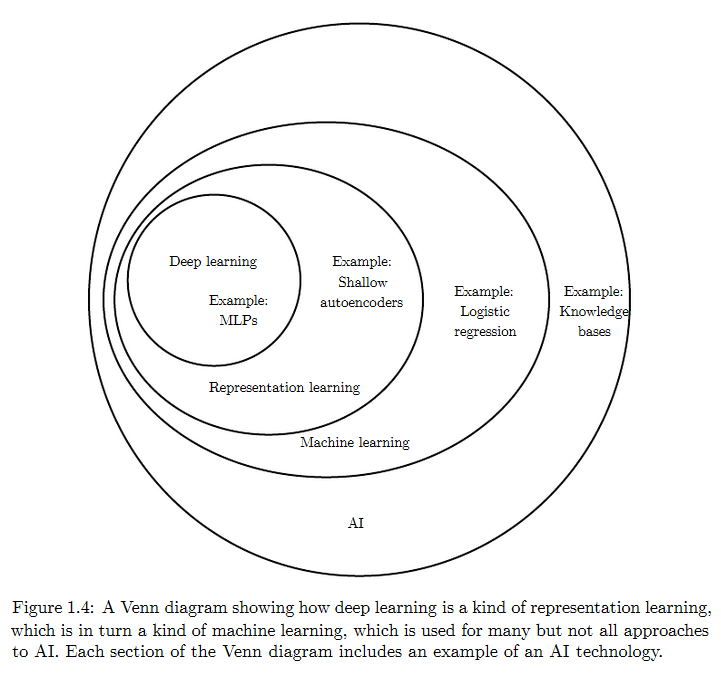 Deep learning
Example:
MLPs
Example:
Shallow
autoencoders
Example:
Logistic
regression
Example:
Knowledge
bases
Representation learning
Machine learning
AI
Figure 1.4: A Venn diagram showing how deep learning is a kind of representation learning,
which is in turn a kind of machine learning, which is used for many but not all approaches
to AI. Each section of the Venn diagram includes an example of an AI technology.